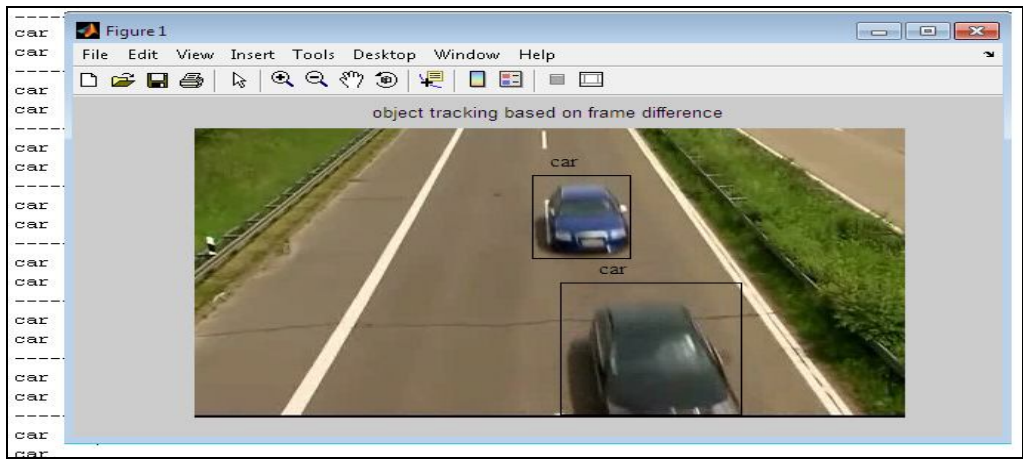 -----
car
car
-----
car
car
-----
car
car
-----
car
car
-----
car
car
-----
car
car
-----
car
car
-----
car
car
Figure 1
File Edit View Insert Tools Desktop Window Help
object tracking based on frame difference
car
car